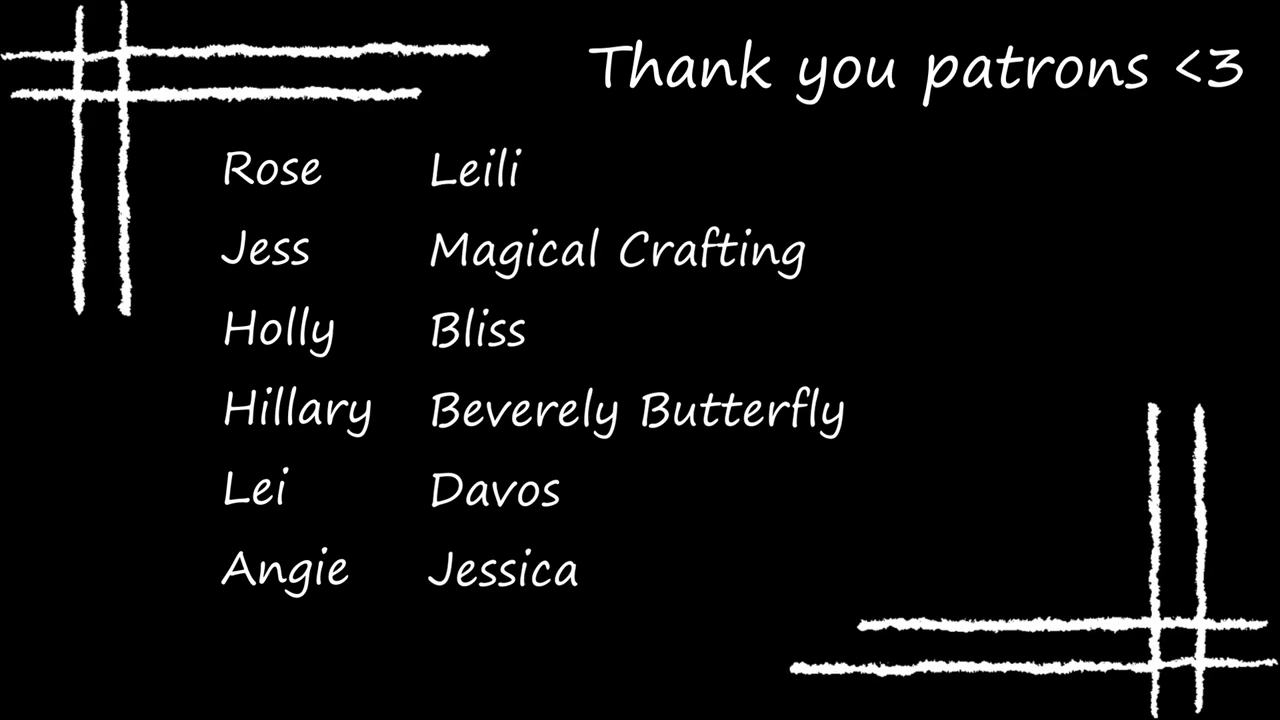 Thank you patrons <3
Rose
Jess
Holly
Hillary
Lei
Angie
Leili
Magical Crafting
Bliss
Beverely Butterfly
Davos
Jessica